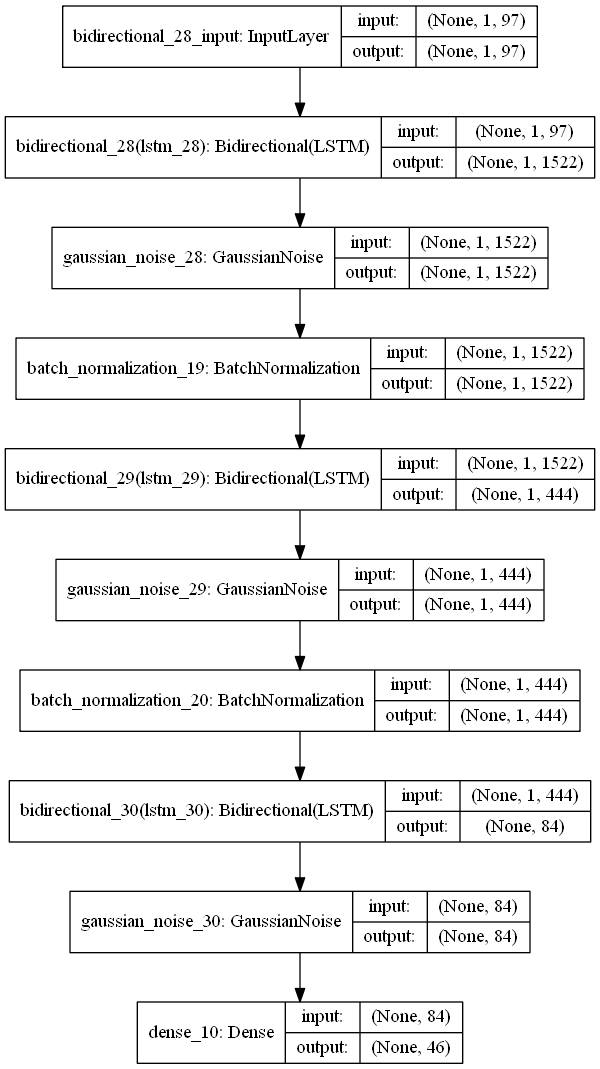 bidirectional_28_input: InputLayer input: (None, 1, 97)
output: (None, 1, 97)
bidirectional_28(lstm_28): Bidirectional(LSTM) input: (None, 1, 97)
output: (None, 1, 1522)
gaussian_noise_28: GaussianNoise input: (None, 1, 1522)
output: (None, 1, 1522)
batch_normalization_19: BatchNormalization input: (None, 1, 1522)
output: (None, 1, 1522)
bidirectional_29(lstm_29): Bidirectional(LSTM) input: (None, 1, 1522)
output: (None, 1, 444)
gaussian_noise_29: GaussianNoise input: (None, 1, 444)
output: (None, 1, 444)
batch_normalization_20: BatchNormalization input: (None, 1, 444)
output: (None, 1, 444)
bidirectional_30(lstm_30): Bidirectional(LSTM) input: (None, 1, 444)
output: (None, 84)
gaussian_noise_30: GaussianNoise input: (None, 84)
output: (None, 84)
dense_10: Dense input: (None, 84)
output: (None, 46)